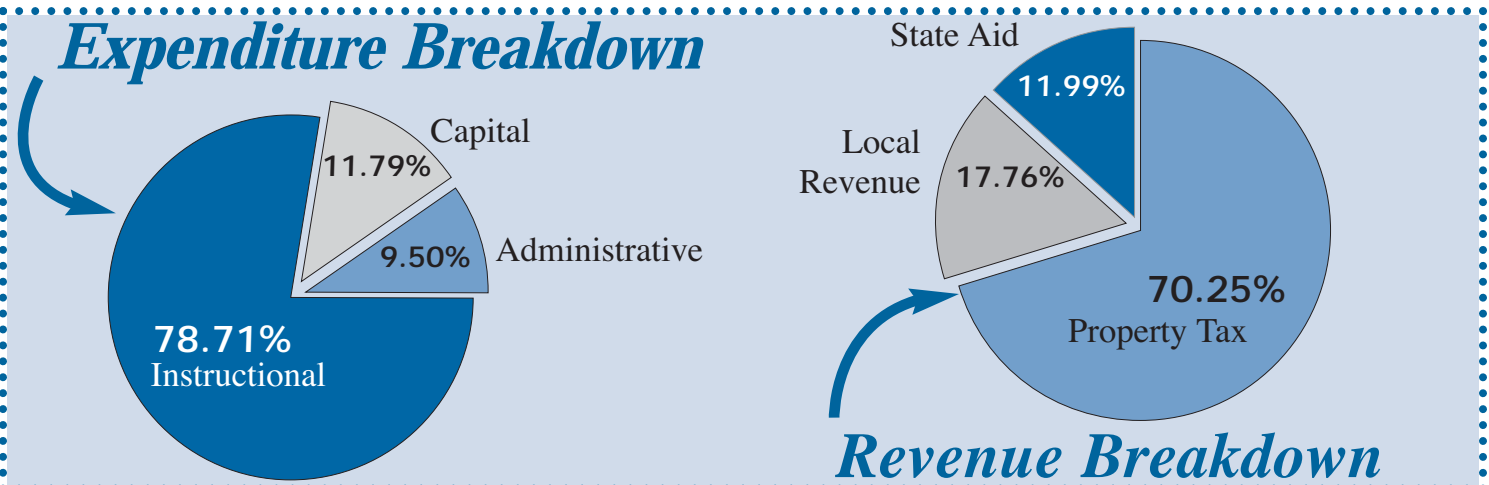 Expenditure Breakdown
Capital
11.79%
Administrative
9.50%
78.71%
Instructional
State Aid
11.99%
Local
Revenue
17.76%
70.25%
Property Tax
Revenue Breakdown